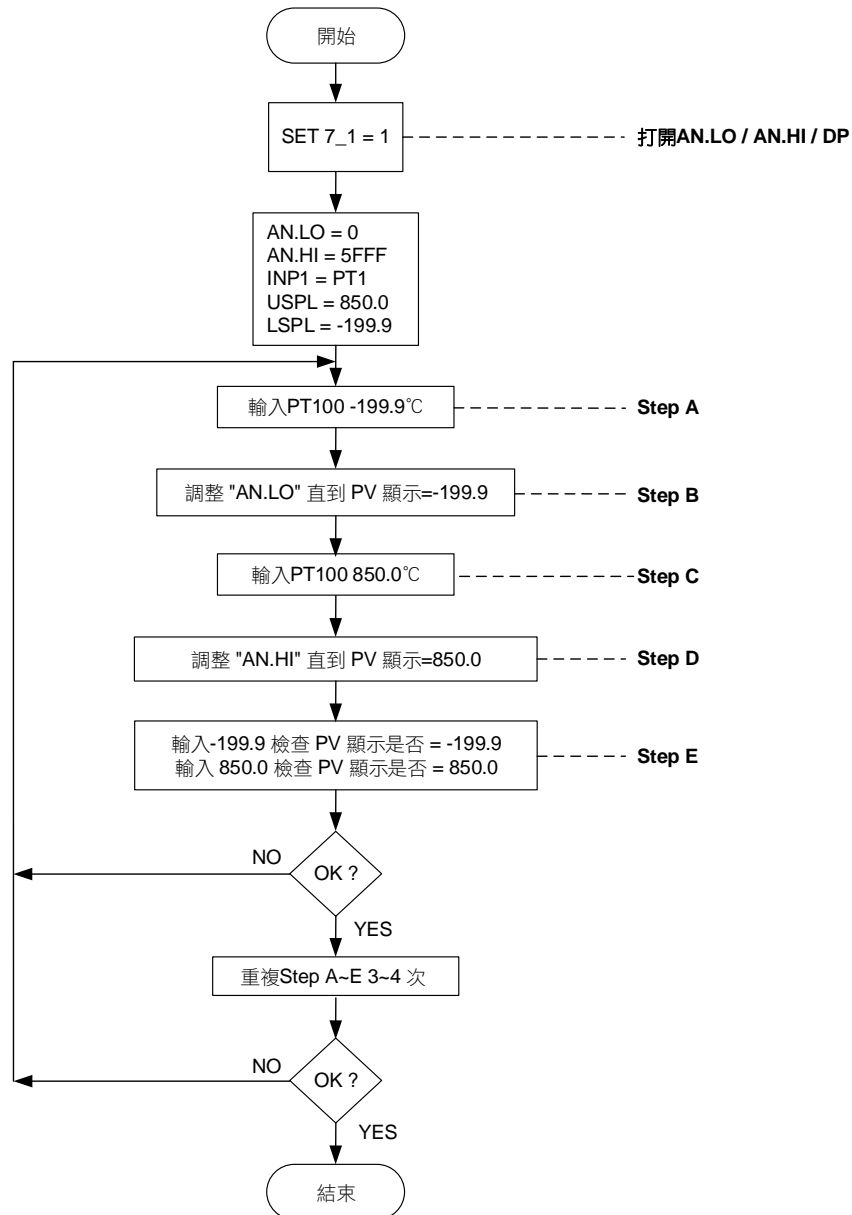 開始
SET 7_1 = 1
打開AN.LO / AN.HI / DP
AN.LO = 0
AN.HI = 5FFF
INP1 = PT1
USPL = 850.0
LSPL = -199.9
輸入PT100 -199.9℃
Step A
調整 "AN.LO" 直到 PV 顯示=-199.9
Step B
輸入PT100 850.0℃
Step C
調整 "AN.HI" 直到 PV 顯示=850.0
Step D
輸入-199.9 檢查 PV 顯示是否 = -199.9
輸入 850.0 檢查 PV 顯示是否 = 850.0
Step E
NO
OK ?
YES
重複Step A~E 3~4 次
NO
OK ?
YES
結束